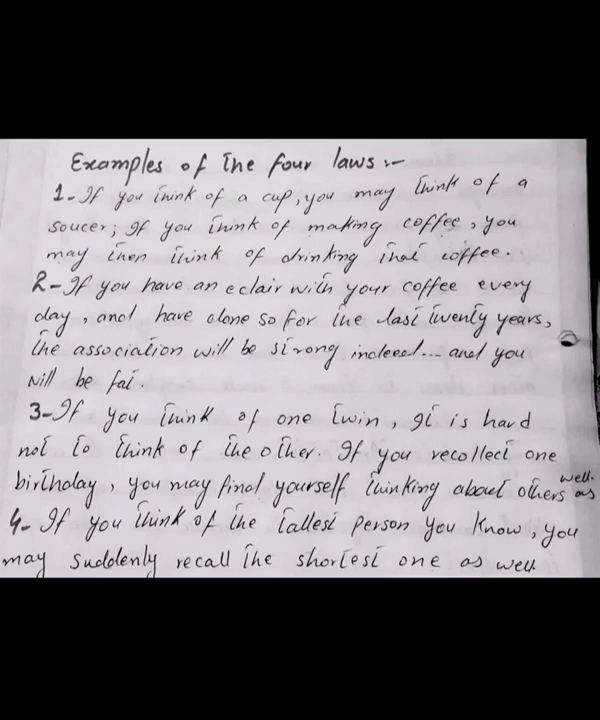 Examples of the four laws :-
1- If you think of a cup, you may think of a
soucer; If you think of making coffee, you
may then think of drinking that coffee.
2- If you have an eclair with your coffee every
day, and have done so for the last twenty years,
the association will be strong indeed... and you
will be fat.
3- If you think of one twin, It is hard
not to think of the other. If you recollect one
birthday, you may find yourself thinking about others as well.
4- If you think of the tallest person you know, you
may suddenly recall the shortest one as well.